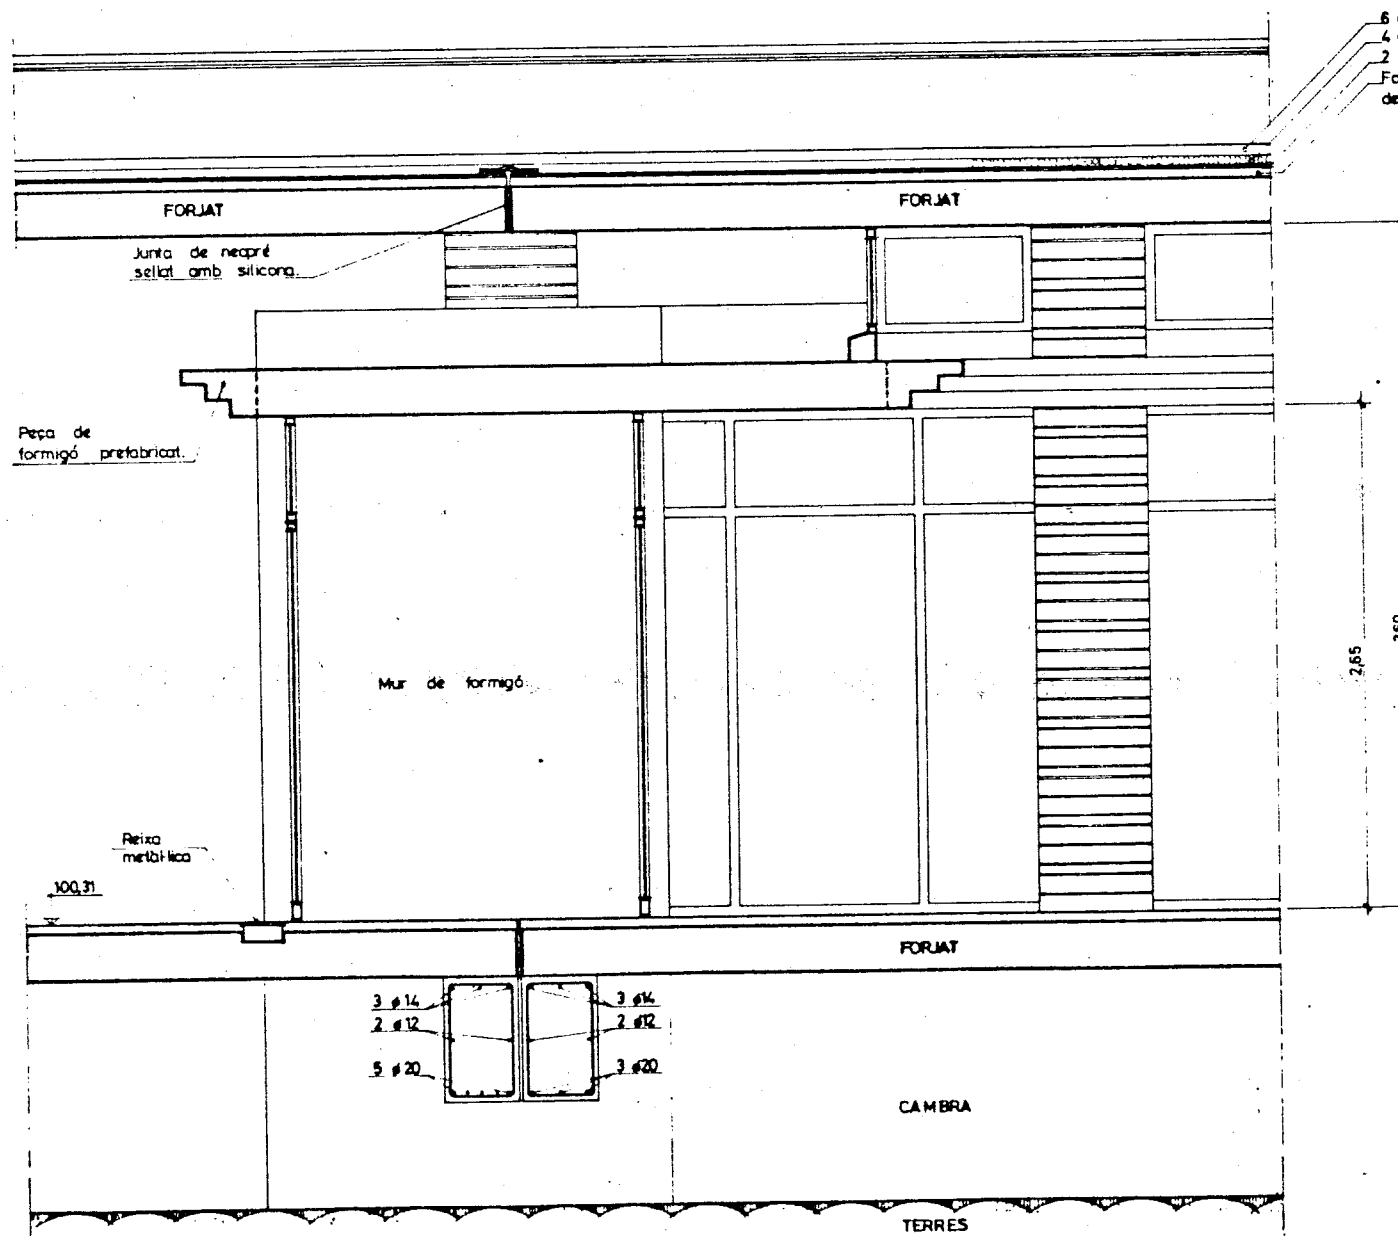 6
4
2
de
FORJAT
FORJAT
Junta de neopré
sellat amb silicona.
Peça de
formigó prefabricat.
Mur de formigó
2,65
Reixa
metàl·lica
100,31
FORJAT
3 ø14
3 ø14
2 ø12
2 ø12
5 ø20
3 ø20
CAMBRA
TERRES